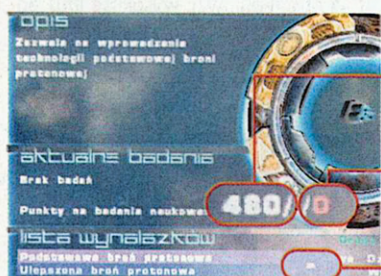 opis
Zezwala na wprowadzenie
technologii podstawowej broni
protonowej
aktualne badania
Brak badań
Punkty na badania naukowe: 480/ /0
lista wynalazków
Podstawowa broń protonowa
Ulepszona broń protonowa